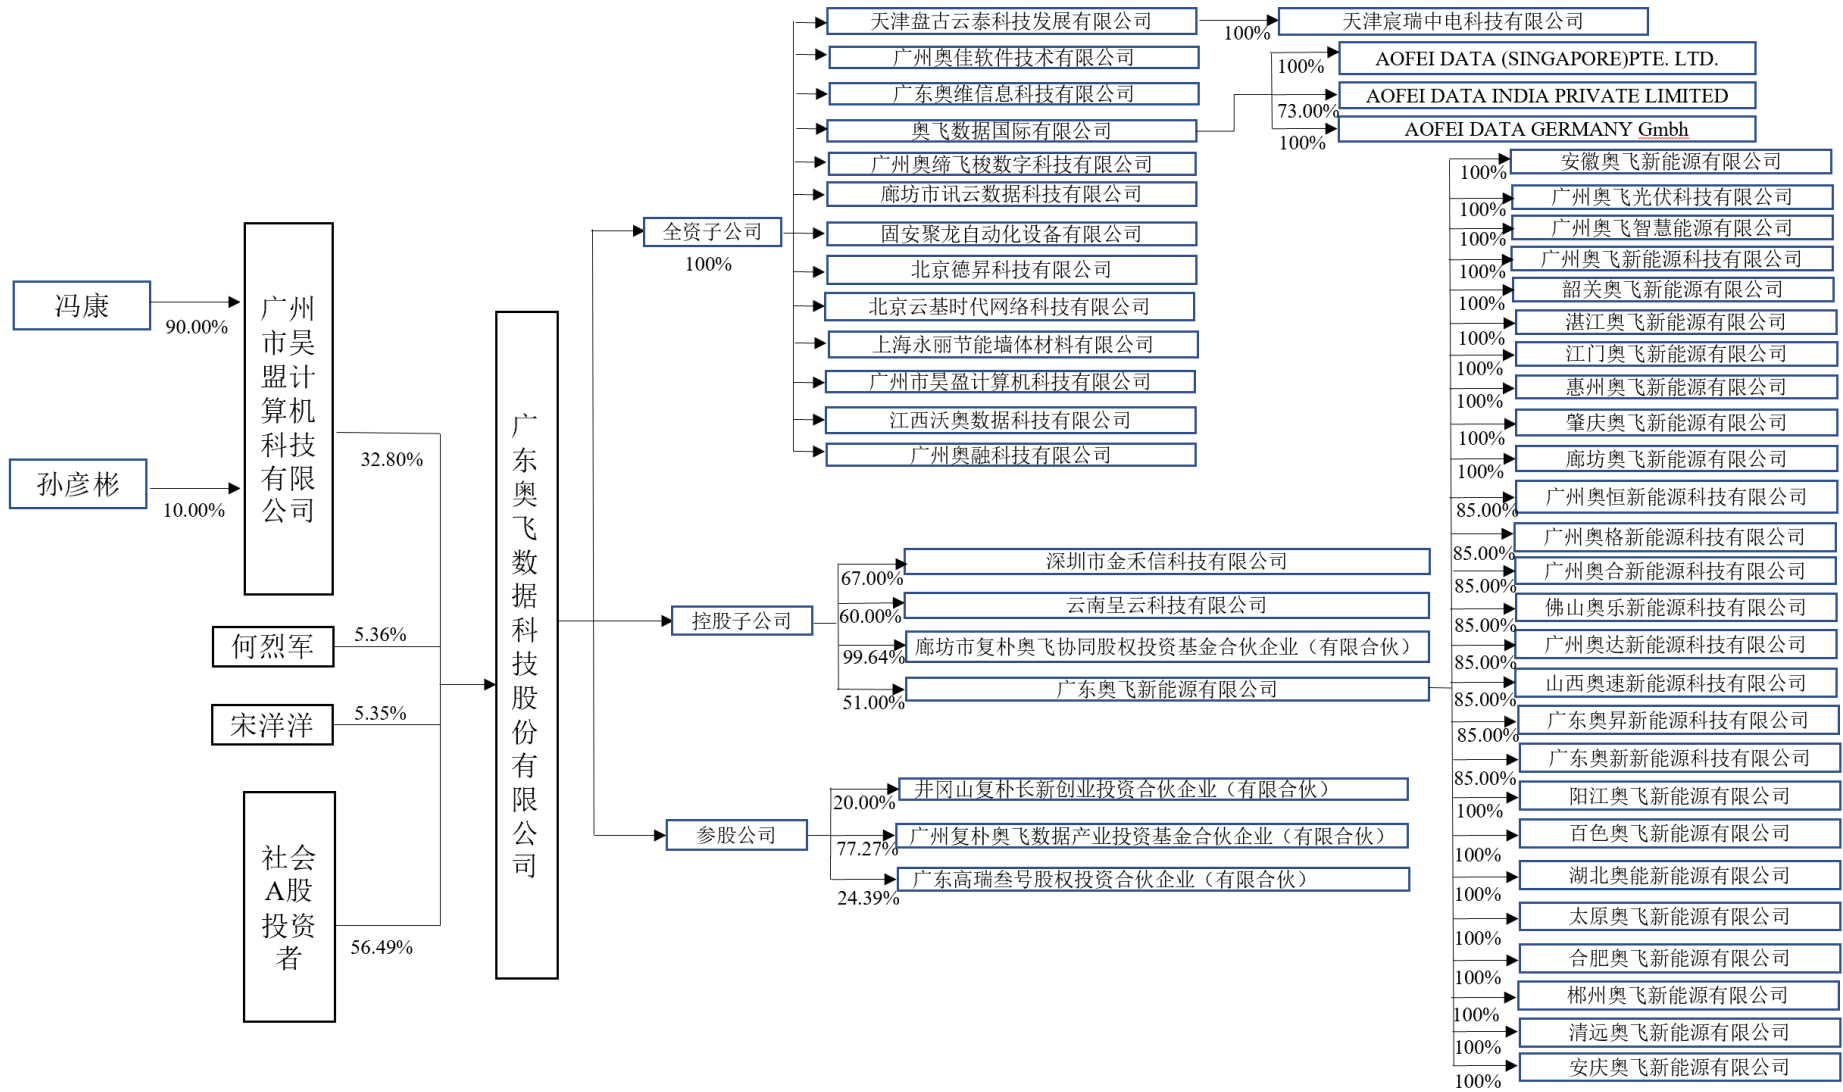 冯康
90.00%
孙彦彬
10.00%
广州
市昊
盟计
算机
科技
有限
公司
32.80%
何烈军
5.36%
宋洋洋
5.35%
社会
A股
投资
者
56.49%
广
东
奥
飞
数
据
科
技
股
份
有
限
公
司
全资子公司
100%
天津盘古云泰科技发展有限公司
100%
天津宸瑞中电科技有限公司
广州奥佳软件技术有限公司
广东奥维信息科技有限公司
奥飞数据国际有限公司
100%
AOFEI DATA (SINGAPORE)PTE. LTD.
73.00%
AOFEI DATA INDIA PRIVATE LIMITED
100%
AOFEI DATA GERMANY Gmbh
广州奥缔飞梭数字科技有限公司
廊坊市讯云数据科技有限公司
固安聚龙自动化设备有限公司
北京德昇科技有限公司
北京云基时代网络科技有限公司
上海永丽节能墙体材料有限公司
广州市昊盈计算机科技有限公司
江西沃奥数据科技有限公司
广州奥融科技有限公司
控股子公司
67.00%
深圳市金禾信科技有限公司
60.00%
云南呈云科技有限公司
99.64%
廊坊市复朴奥飞协同股权投资基金合伙企业（有限合伙）
51.00%
广东奥飞新能源有限公司
参股公司
20.00%
井冈山复朴长新创业投资合伙企业（有限合伙）
77.27%
广州复朴奥飞数据产业投资基金合伙企业（有限合伙）
24.39%
广东高瑞叁号股权投资合伙企业（有限合伙）
100%
安徽奥飞新能源有限公司
100%
广州奥飞光伏科技有限公司
100%
广州奥飞智慧能源有限公司
100%
广州奥飞新能源科技有限公司
100%
韶关奥飞新能源有限公司
100%
湛江奥飞新能源有限公司
100%
江门奥飞新能源有限公司
100%
惠州奥飞新能源有限公司
100%
肇庆奥飞新能源有限公司
100%
廊坊奥飞新能源有限公司
85.00%
广州奥恒新能源科技有限公司
85.00%
广州奥格新能源科技有限公司
85.00%
广州奥合新能源科技有限公司
85.00%
佛山奥乐新能源科技有限公司
85.00%
广州奥达新能源科技有限公司
85.00%
山西奥速新能源科技有限公司
85.00%
广东奥昇新能源科技有限公司
85.00%
广东奥新新能源科技有限公司
100%
阳江奥飞新能源有限公司
100%
百色奥飞新能源有限公司
100%
湖北奥能新能源有限公司
100%
太原奥飞新能源有限公司
100%
合肥奥飞新能源有限公司
100%
郴州奥飞新能源有限公司
100%
清远奥飞新能源有限公司
100%
安庆奥飞新能源有限公司